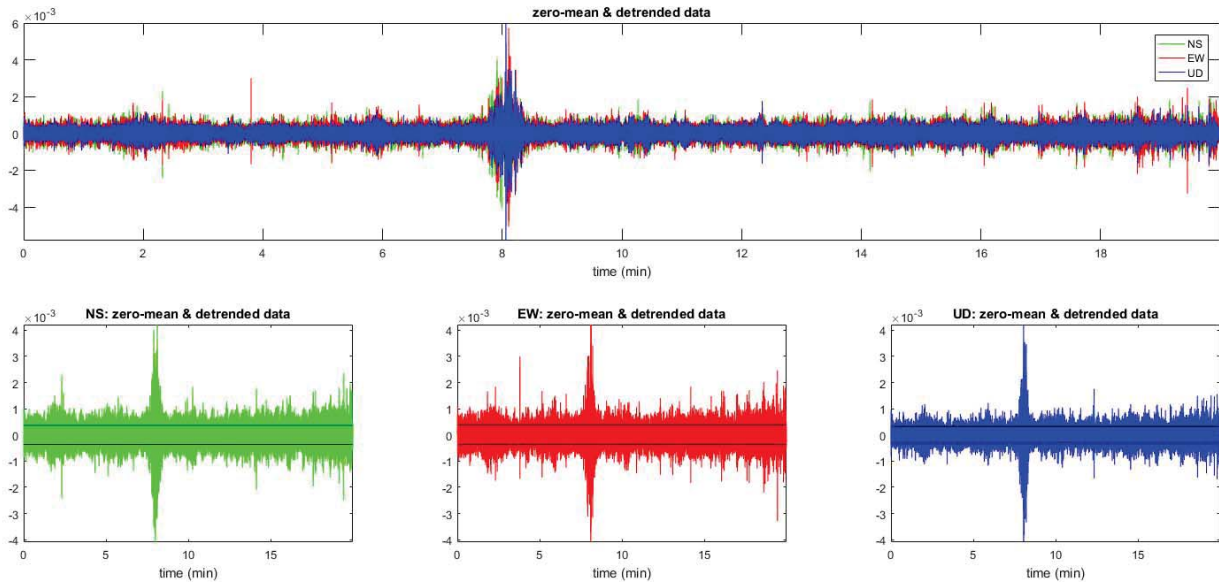 zero-mean & detrended data
×10⁻³
6
4
2
0
-2
-4
NS
EW
UD
0 2 4 6 8 10 12 14 16 18
time (min)
NS: zero-mean & detrended data
×10⁻³
4
3
2
1
0
-1
-2
-3
-4
0 5 10 15
time (min)
EW: zero-mean & detrended data
×10⁻³
4
3
2
1
0
-1
-2
-3
-4
5 10 15
time (min)
UD: zero-mean & detrended data
×10⁻³
4
3
2
1
0
-1
-2
-3
-4
0 5 10 15
time (min)